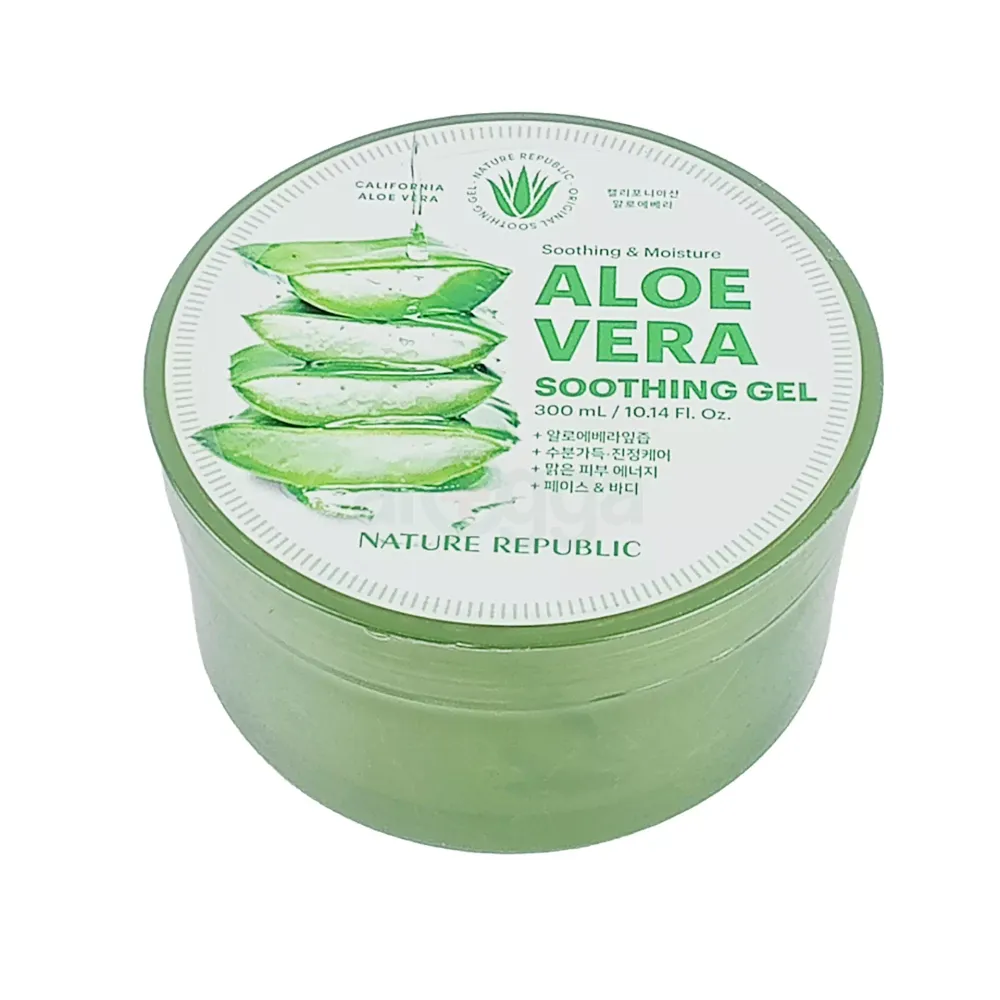 CALIFORNIA
ALOE VERA
NATURE REPUBLIC · ORIGINAL SOOTHING GEL ·
캘리포니아산
알로에베라
Soothing & Moisture
ALOE
VERA
SOOTHING GEL
300 mL / 10.14 Fl. Oz.
+ 알로에베라잎즙
+ 수분가득·진정케어
+ 맑은 피부 에너지
+ 페이스 & 바디
NATURE REPUBLIC